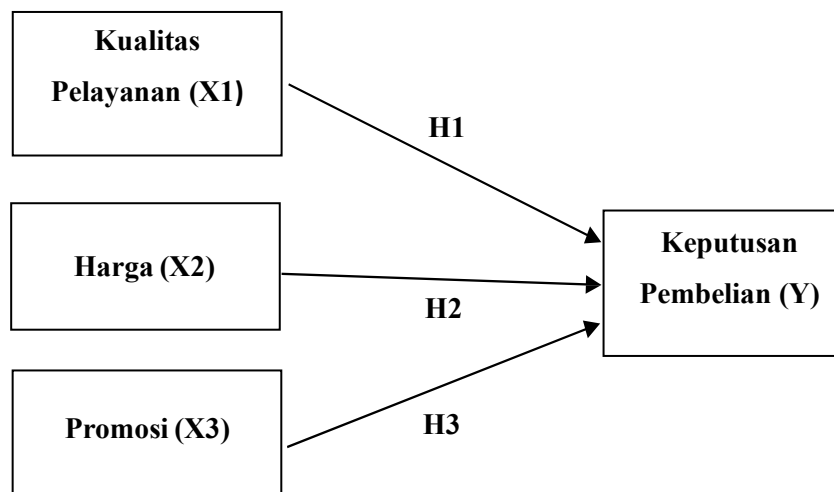 Kualitas
Pelayanan (X1)
H1
Harga (X2)
Keputusan
Pembelian (Y)
H2
Promosi (X3)
H3